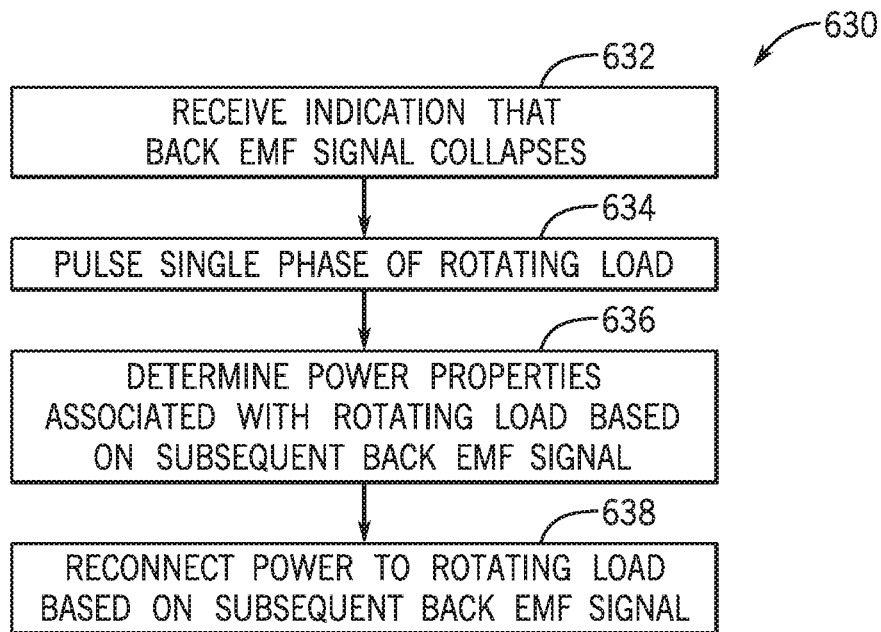 630
632
RECEIVE INDICATION THAT
BACK EMF SIGNAL COLLAPSES
634
PULSE SINGLE PHASE OF ROTATING LOAD
636
DETERMINE POWER PROPERTIES
ASSOCIATED WITH ROTATING LOAD BASED
ON SUBSEQUENT BACK EMF SIGNAL
638
RECONNECT POWER TO ROTATING LOAD
BASED ON SUBSEQUENT BACK EMF SIGNAL